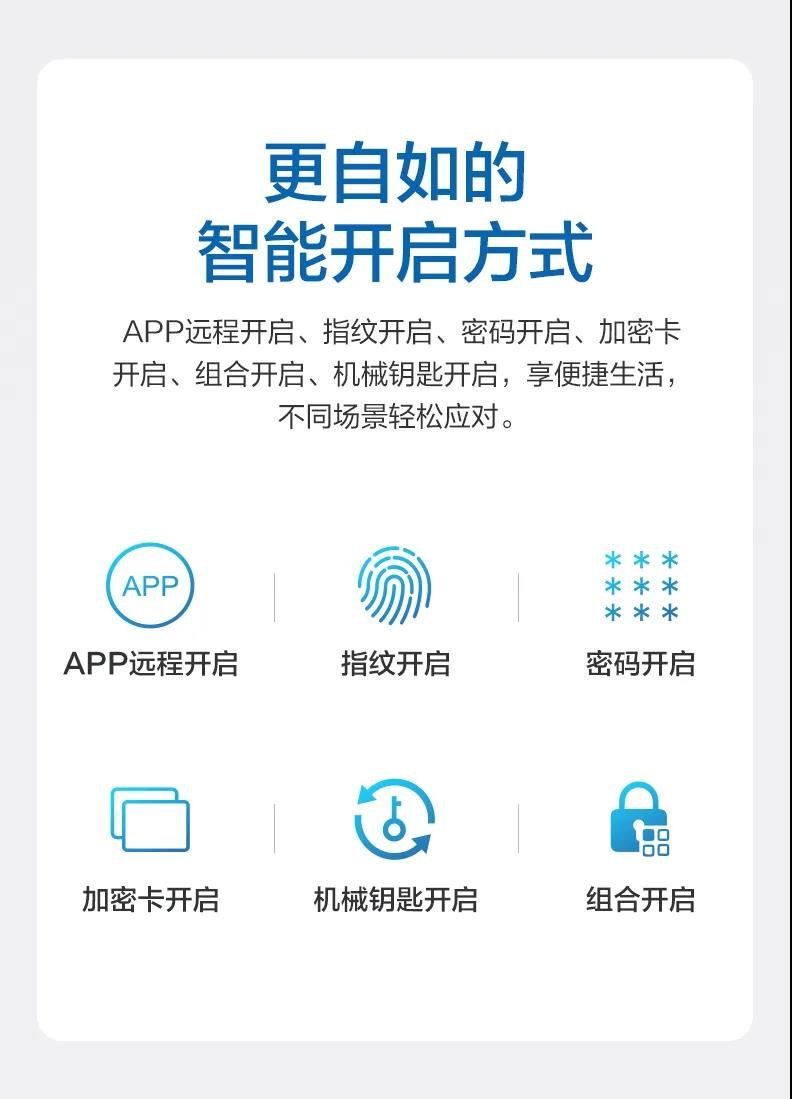 更自如的
智能开启方式
APP远程开启、指纹开启、密码开启、加密卡
开启、组合开启、机械钥匙开启，享便捷生活，
不同场景轻松应对。
APP
* * *
* * *
* * *
APP远程开启
指纹开启
密码开启
加密卡开启
机械钥匙开启
组合开启